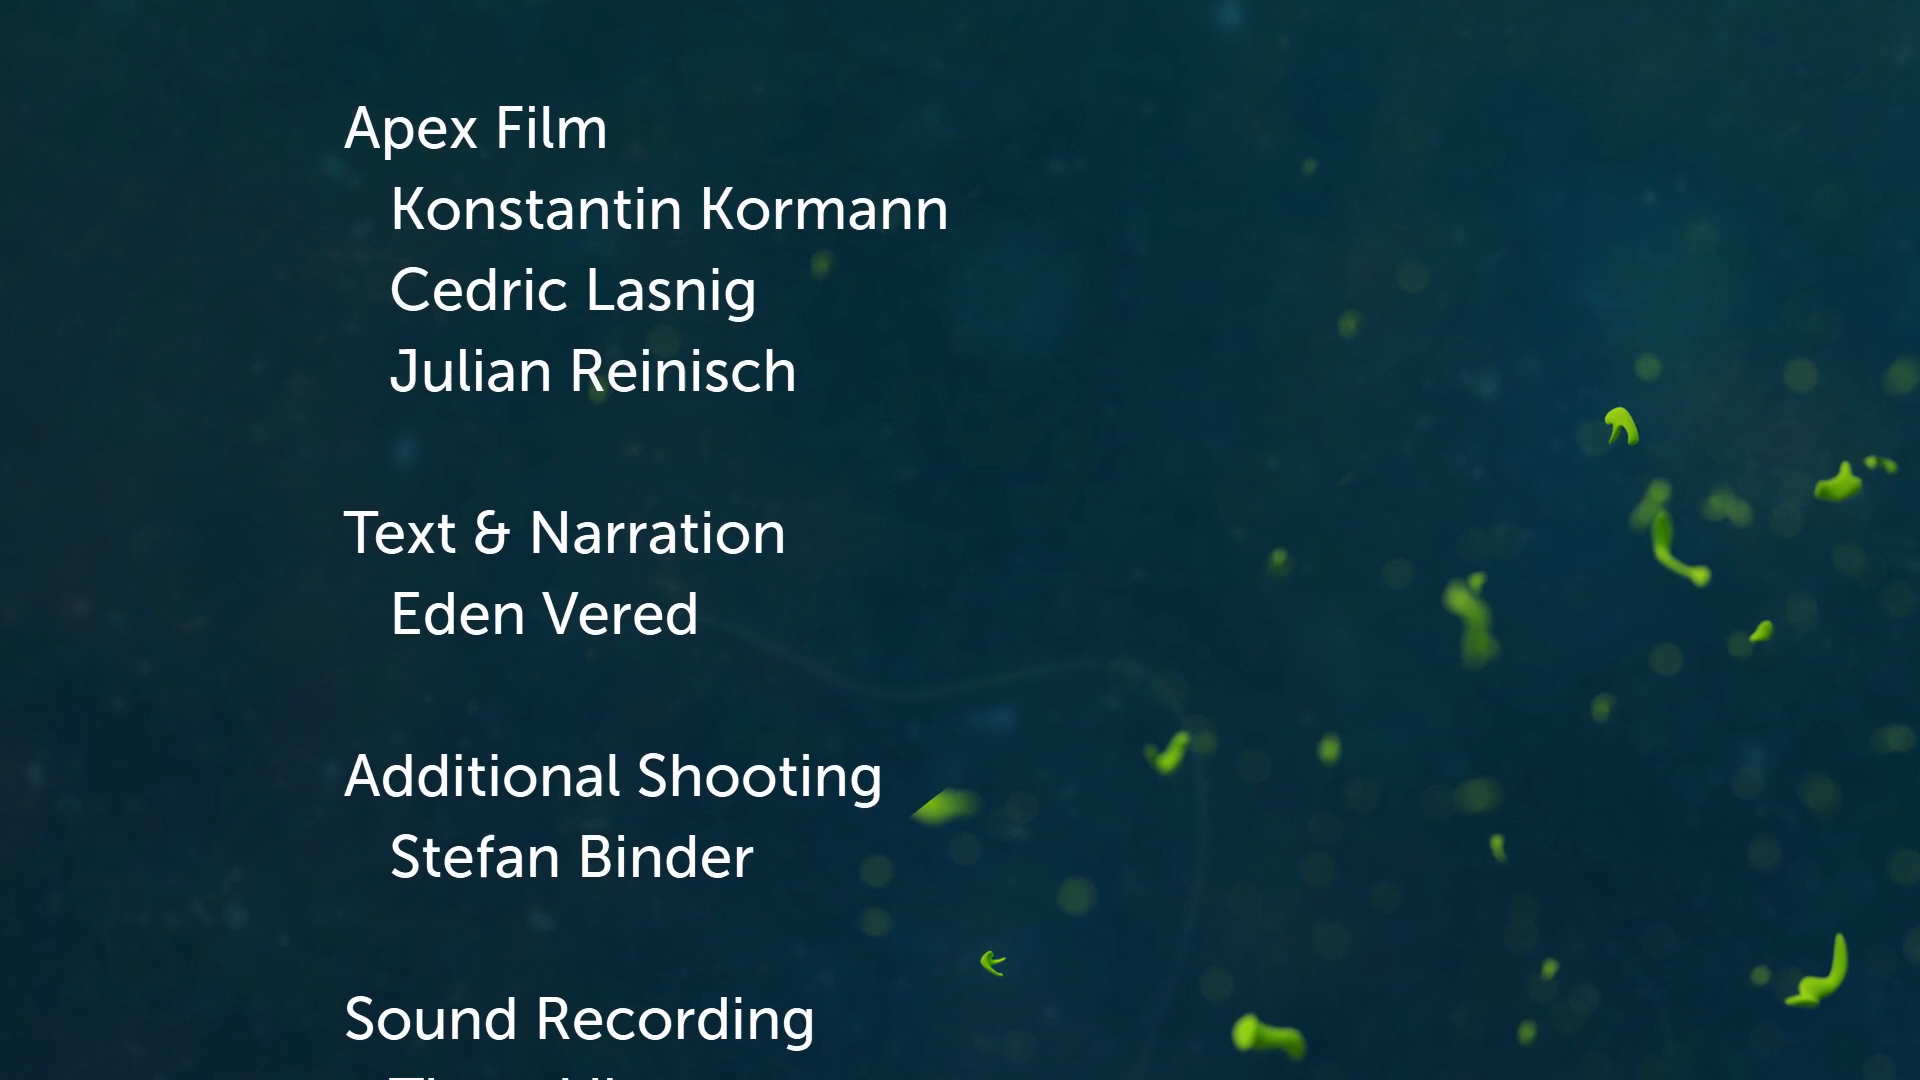 Apex Film
Konstantin Kormann
Cedric Lasnig
Julian Reinisch
Text & Narration
Eden Vered
Additional Shooting
Stefan Binder
Sound Recording